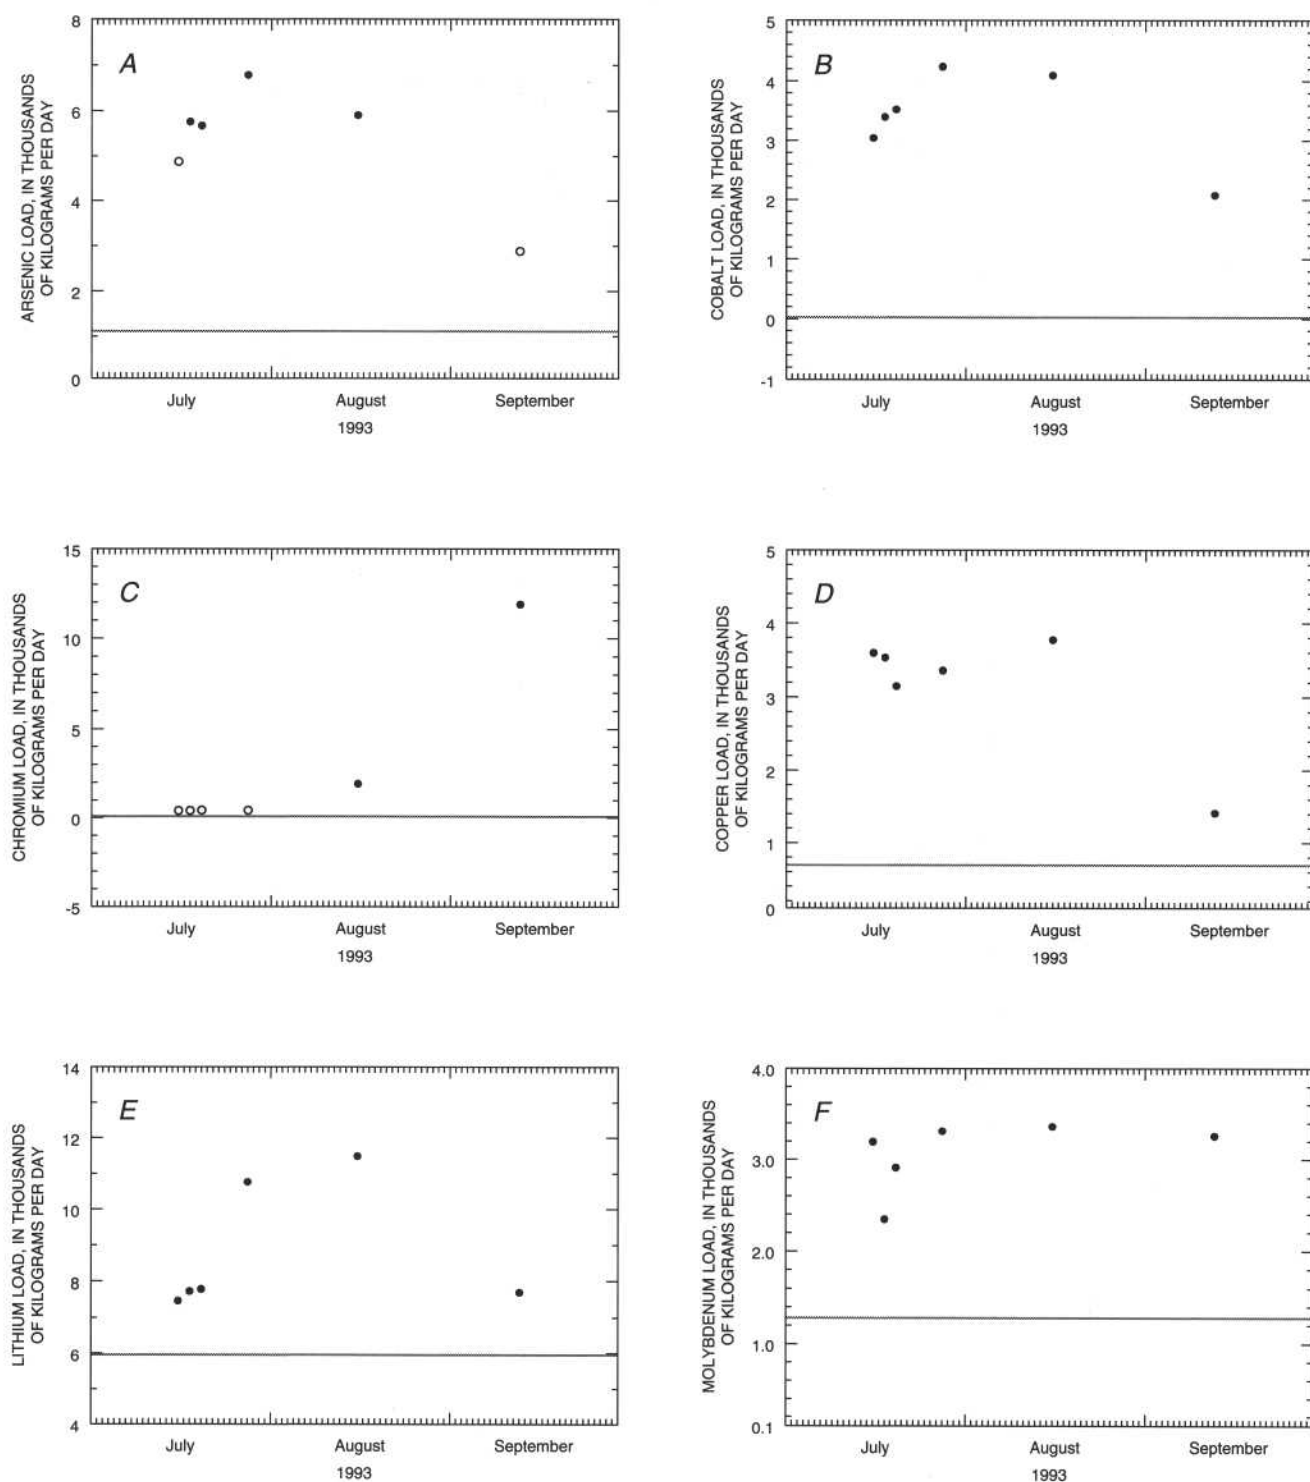 A
ARSENIC LOAD, IN THOUSANDS
OF KILOGRAMS PER DAY
8
6
4
2
0
July August September
1993
B
COBALT LOAD, IN THOUSANDS
OF KILOGRAMS PER DAY
5
4
3
2
1
0
-1
July August September
1993
C
CHROMIUM LOAD, IN THOUSANDS
OF KILOGRAMS PER DAY
15
10
5
0
-5
July August September
1993
D
COPPER LOAD, IN THOUSANDS
OF KILOGRAMS PER DAY
5
4
3
2
1
0
July August September
1993
E
LITHIUM LOAD, IN THOUSANDS
OF KILOGRAMS PER DAY
14
12
10
8
6
4
July August September
1993
F
MOLYBDENUM LOAD, IN THOUSANDS
OF KILOGRAMS PER DAY
4.0
3.0
2.0
1.0
0.1
July August September
1993